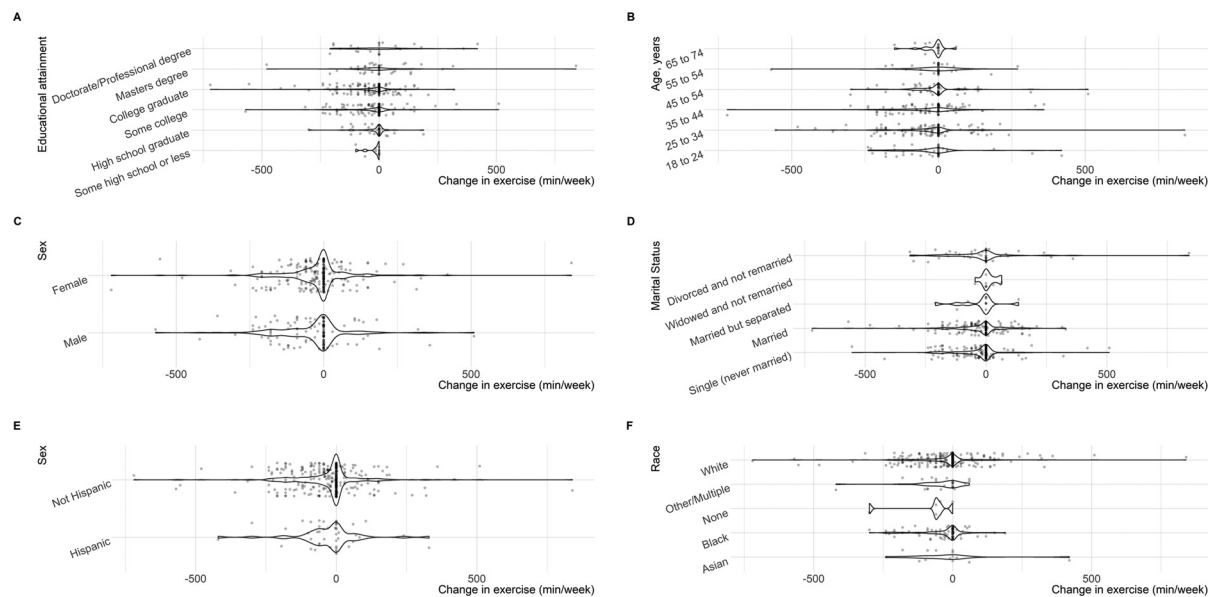 A
Educational attainment
Doctorate/Professional degree
Masters degree
College graduate
Some college
High school graduate
Some high school or less
-500 0 500
Change in exercise (min/week)
B
Age, years
65 to 74
55 to 54
45 to 54
35 to 44
25 to 34
18 to 24
-500 0 500
Change in exercise (min/week)
C
Sex
Female
Male
-500 0 500
Change in exercise (min/week)
D
Marital Status
Divorced and not remarried
Widowed and not remarried
Married but separated
Married
Single (never married)
-500 0 500
Change in exercise (min/week)
E
Sex
Not Hispanic
Hispanic
-500 0 500
Change in exercise (min/week)
F
Race
White
Other/Multiple
None
Black
Asian
-500 0 500
Change in exercise (min/week)